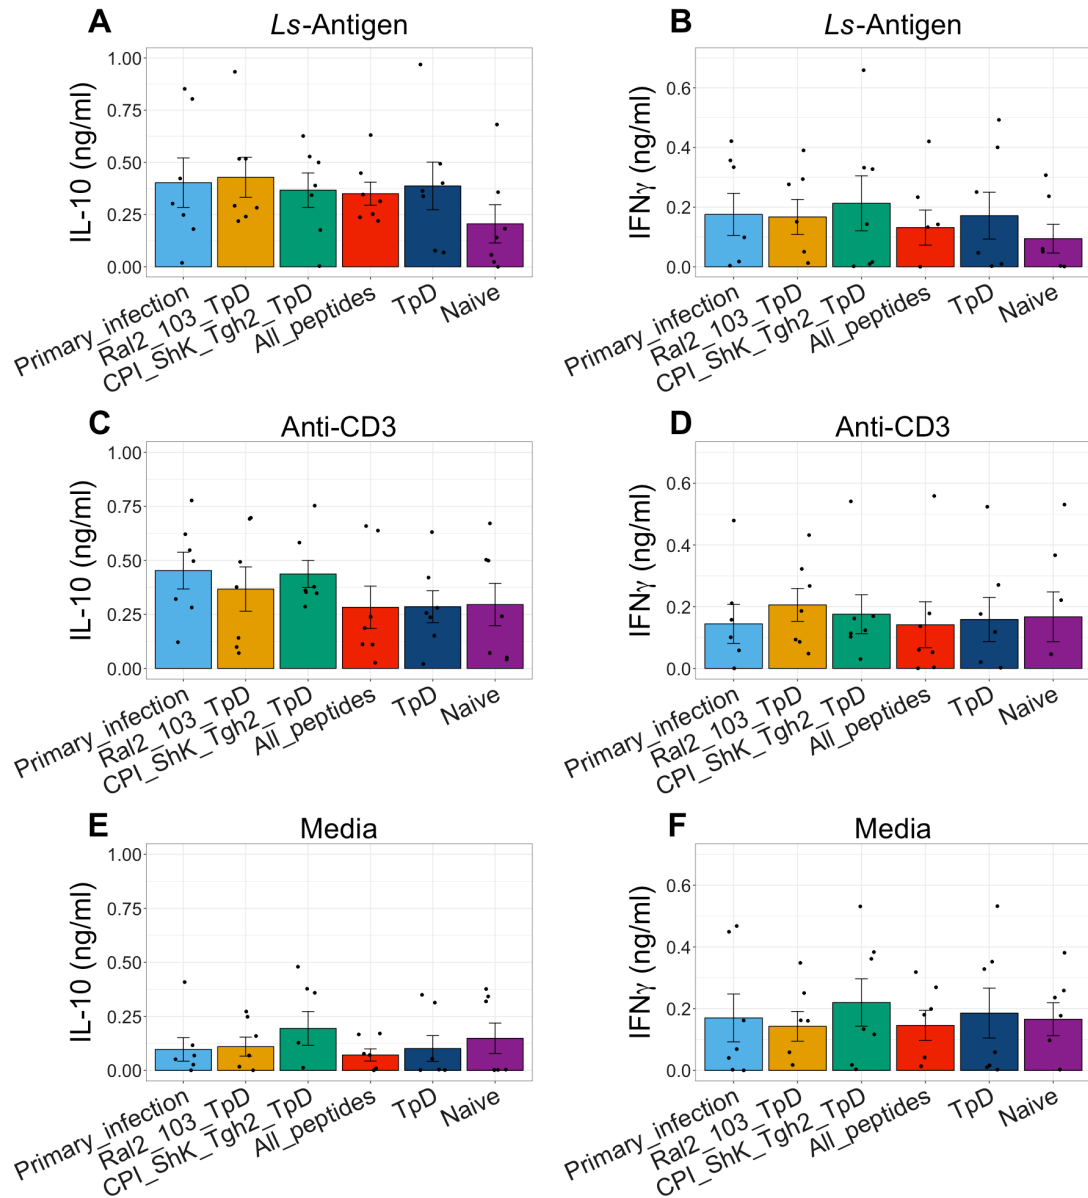 A
Ls-Antigen
IL-10 (ng/ml)
1.00
0.75
0.50
0.25
0.00
Primary_infection
Ral2_103_TpD
CPI_ShK_Tgh2_TpD
All_peptides
TpD
Naive
B
Ls-Antigen
IFNγ (ng/ml)
0.6
0.4
0.2
0.0
Primary_infection
Ral2_103_TpD
CPI_ShK_Tgh2_TpD
All_peptides
TpD
Naive
C
Anti-CD3
IL-10 (ng/ml)
1.00
0.75
0.50
0.25
0.00
Primary_infection
Ral2_103_TpD
CPI_ShK_Tgh2_TpD
All_peptides
TpD
Naive
D
Anti-CD3
IFNγ (ng/ml)
0.6
0.4
0.2
0.0
Primary_infection
Ral2_103_TpD
CPI_ShK_Tgh2_TpD
All_peptides
TpD
Naive
E
Media
IL-10 (ng/ml)
1.00
0.75
0.50
0.25
0.00
Primary_infection
Ral2_103_TpD
CPI_ShK_Tgh2_TpD
All_peptides
TpD
Naive
F
Media
IFNγ (ng/ml)
0.6
0.4
0.2
0.0
Primary_infection
Ral2_103_TpD
CPI_ShK_Tgh2_TpD
All_peptides
TpD
Naive